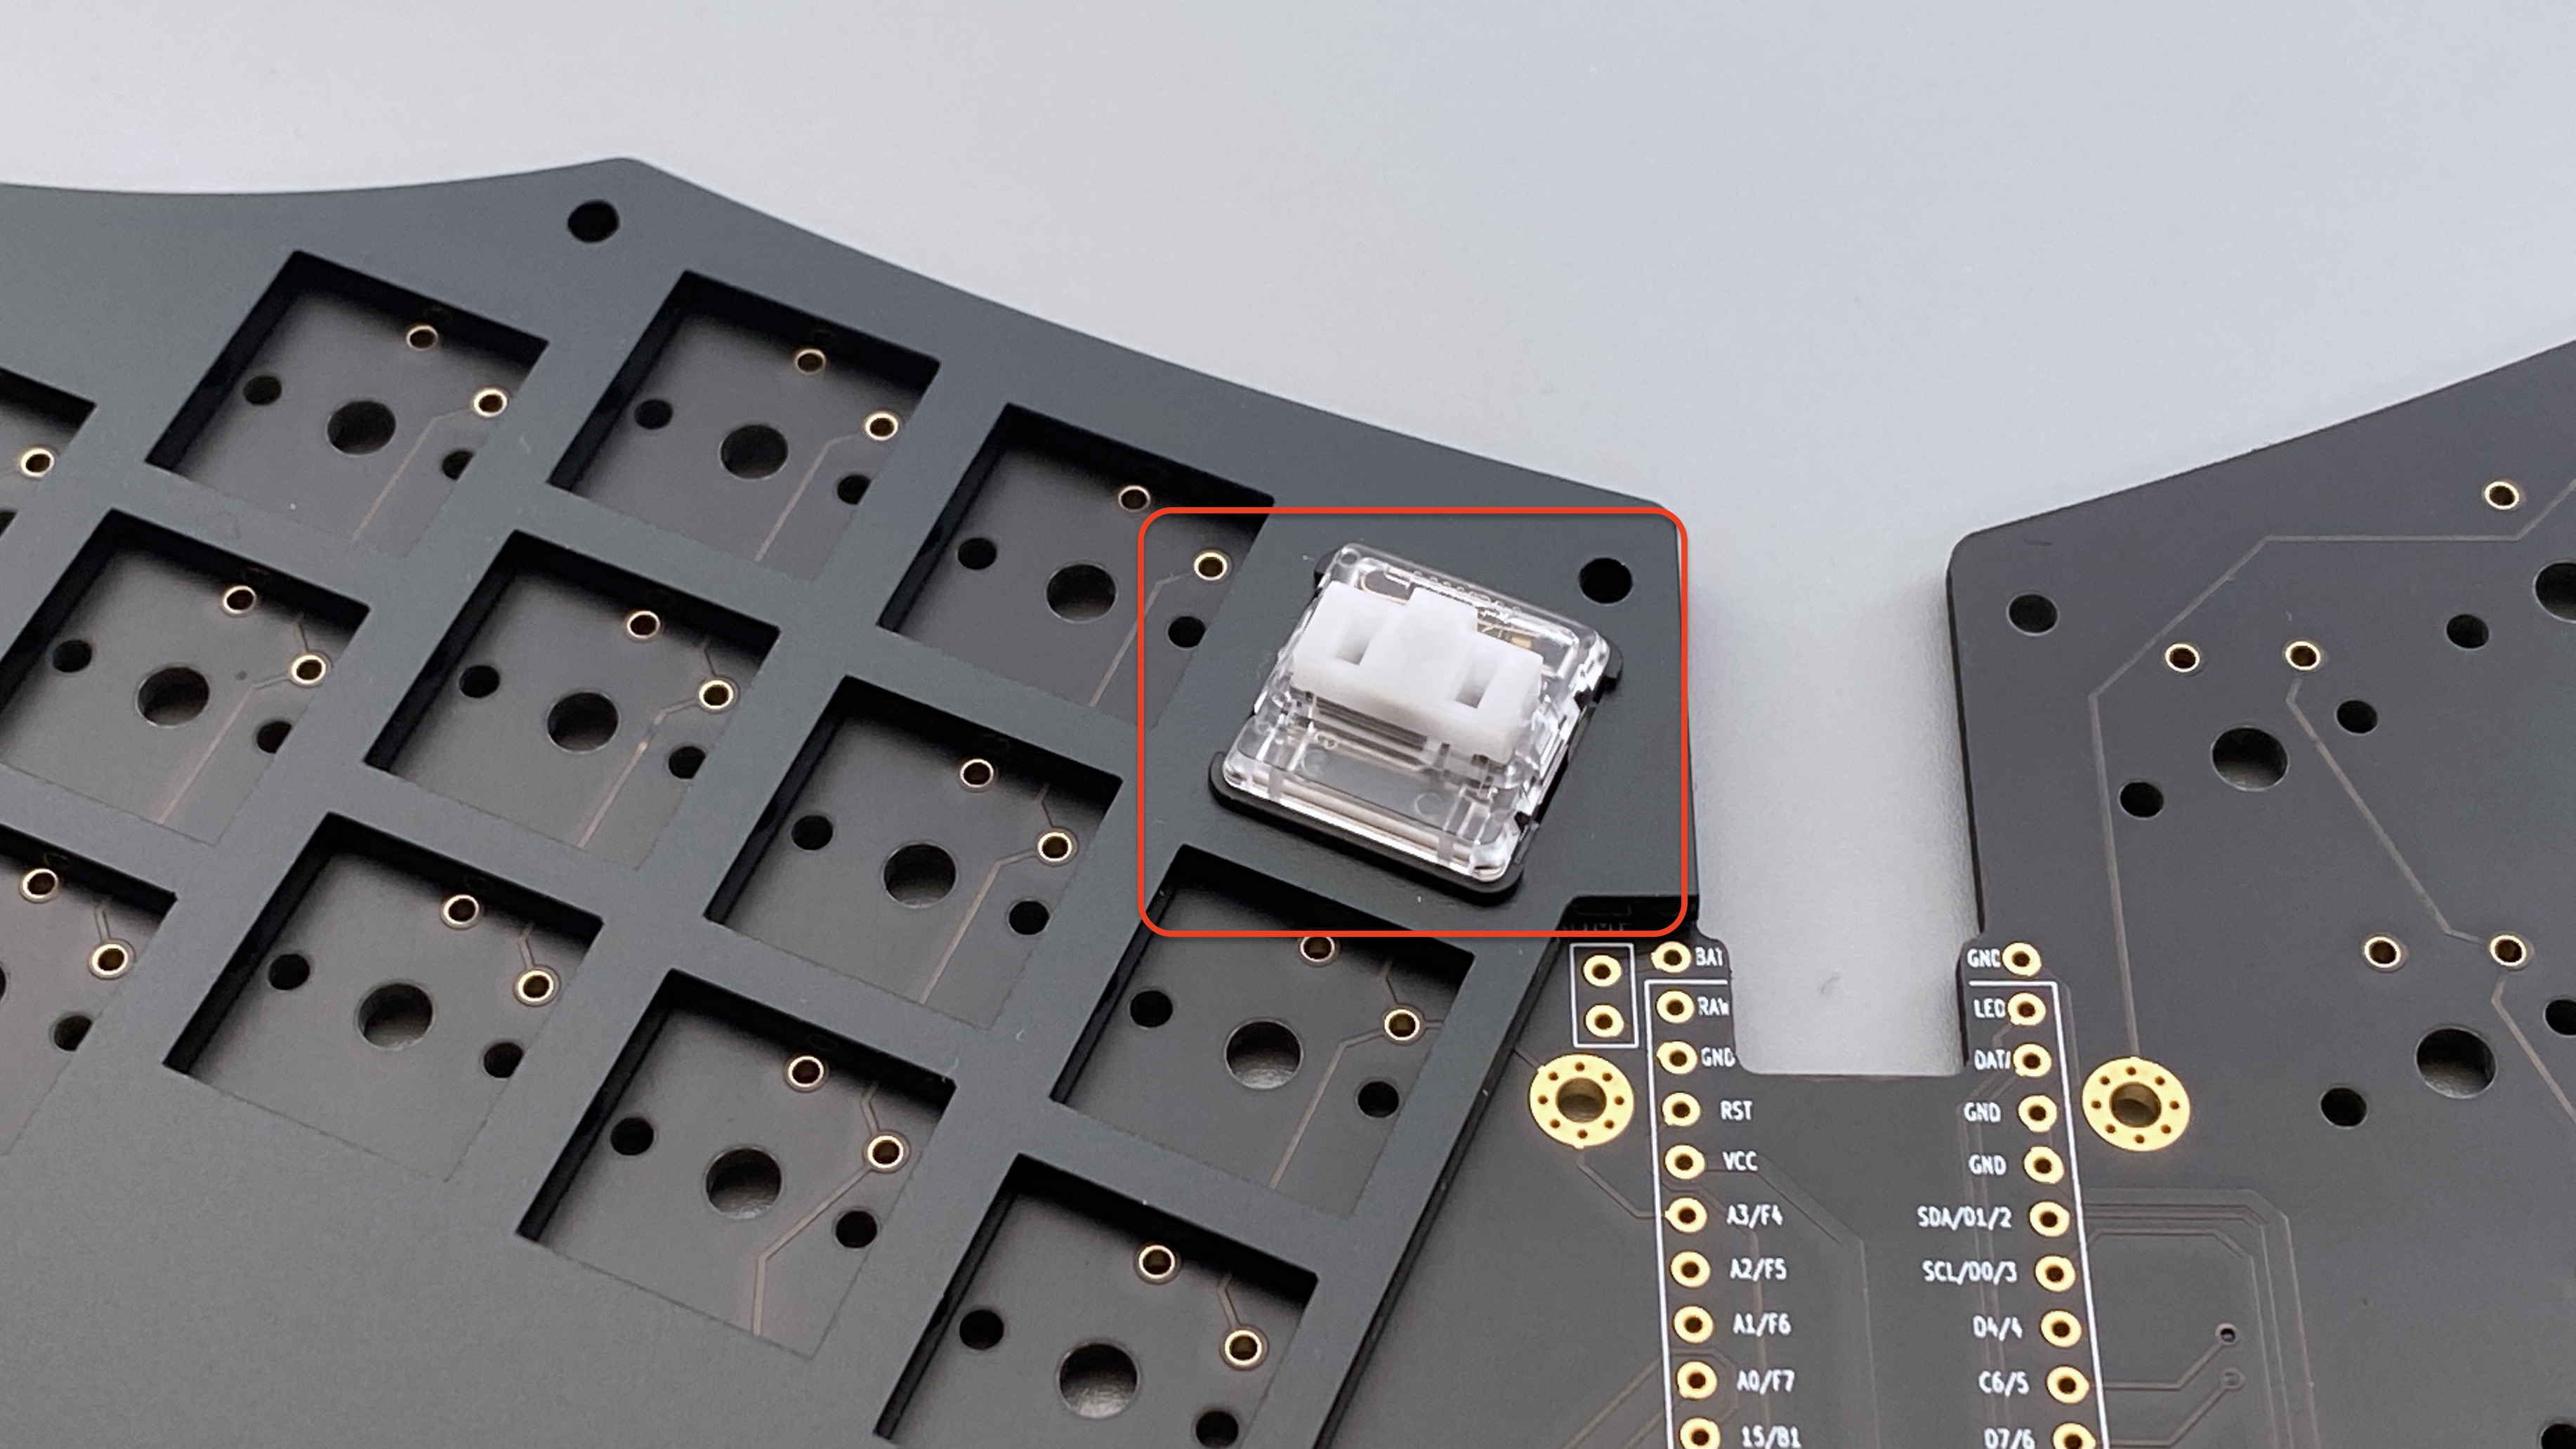 BAT
RAW
GND
RST
VCC
A3/F4
A2/F5
A1/F6
A0/F7
15/B1
GND
LED
DAT/
GND
GND
SDA/D1/2
SCL/D0/3
D4/4
C6/5
D7/6